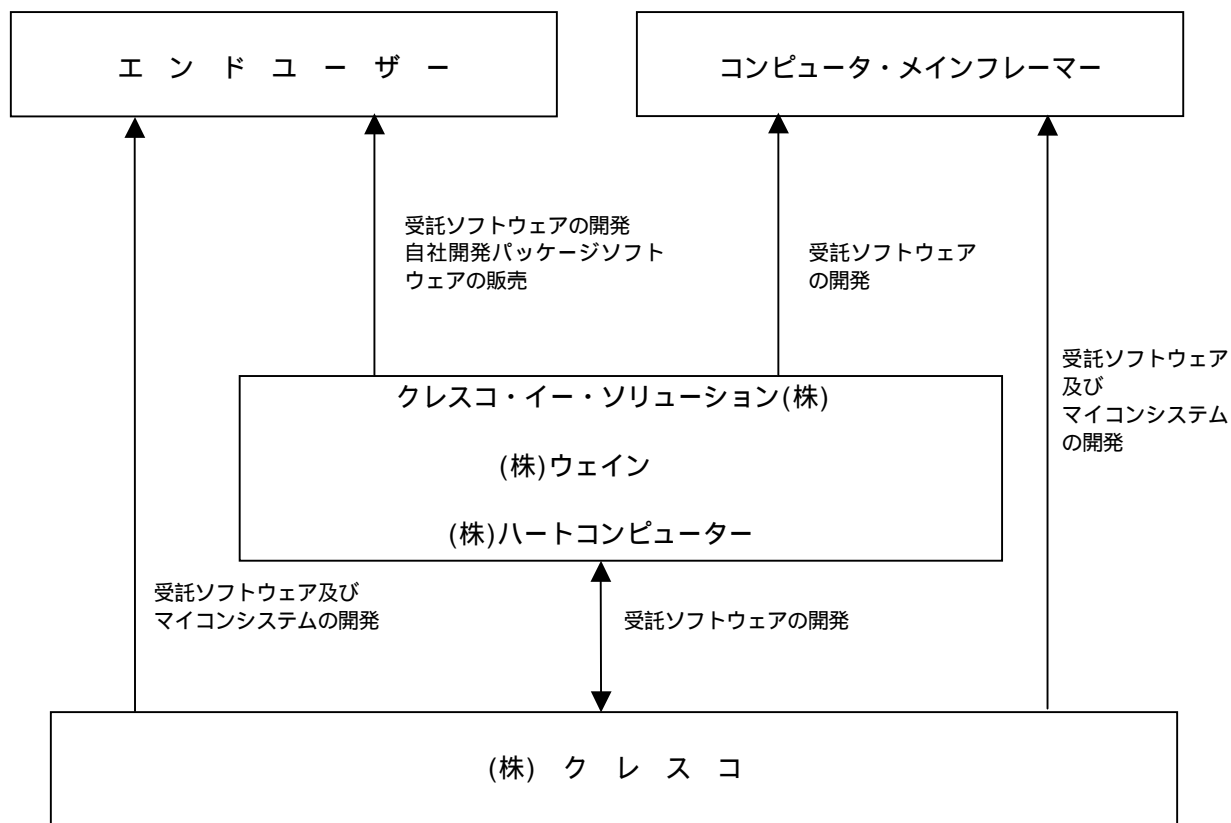 エ ン ド ユ ー ザ ー
コンピュータ・メインフレーマー
受託ソフトウェアの開発
自社開発パッケージソフト
ウェアの販売
受託ソフトウェア
の開発
受託ソフトウェア
及び
マイコンシステム
の開発
クレスコ・イー・ソリューション(株)
(株)ウェイン
(株)ハートコンピューター
受託ソフトウェア及び
マイコンシステムの開発
受託ソフトウェアの開発
(株) ク レ ス コ